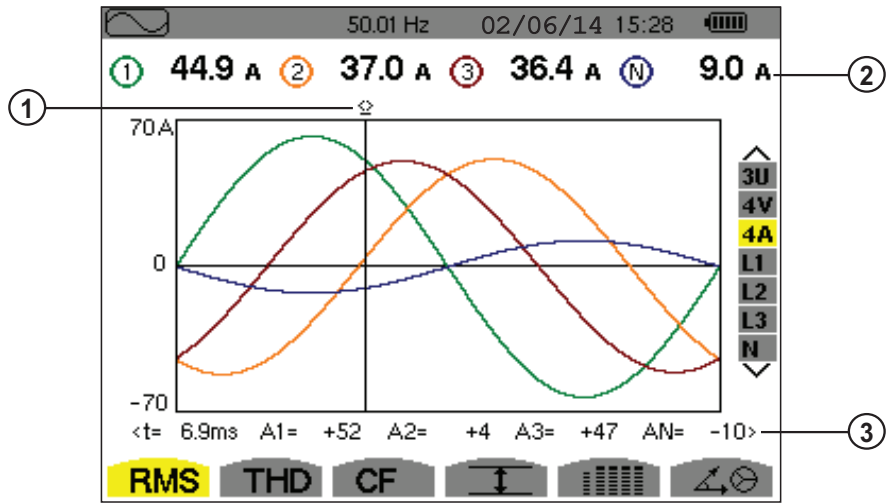 50.01 Hz 02/06/14 15:28
1 44.9 A 2 37.0 A 3 36.4 A N 9.0 A
2
1
70A
0
-70
3U
4V
4A
L1
L2
L3
N
<t= 6.9ms A1= +52 A2= +4 A3= +47 AN= -10>
3
RMS THD CF